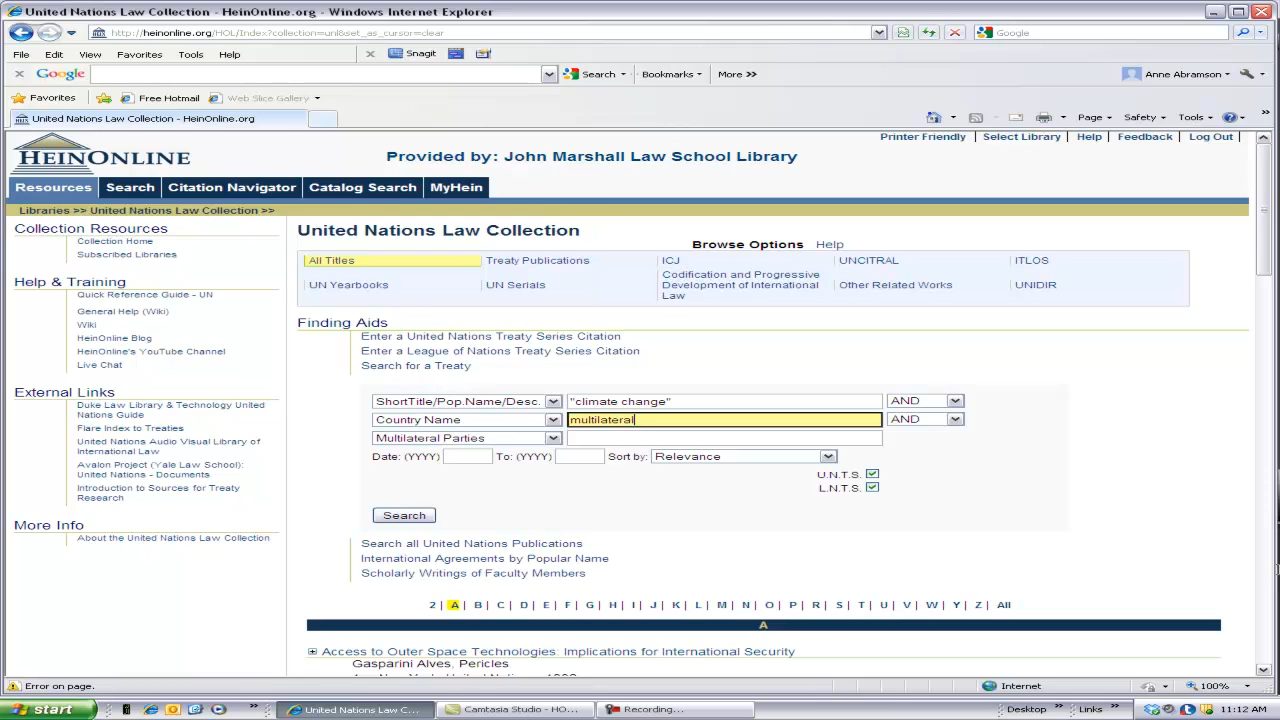 United Nations Law Collection - HeinOnline.org - Windows Internet Explorer
http://heinonline.org/HOL/Index?collection=unl&set_as_cursor=clear
Google
File Edit View Favorites Tools Help
Snagit
Google
Search
Bookmarks
More >>
Anne Abramson
Favorites
Free Hotmail
Web Slice Gallery
United Nations Law Collection - HeinOnline.org
Page
Safety
Tools
Printer Friendly | Select Library | Help | Feedback | Log Out
HEINONLINE
Provided by: John Marshall Law School Library
Resources Search Citation Navigator Catalog Search MyHein
Libraries >> United Nations Law Collection >>
Collection Resources
Collection Home
Subscribed Libraries
Help & Training
Quick Reference Guide - UN
General Help (Wiki)
Wiki
HeinOnline Blog
HeinOnline's YouTube Channel
Live Chat
External Links
Duke Law Library & Technology United
Nations Guide
Flare Index to Treaties
United Nations Audio Visual Library of
International Law
Avalon Project (Yale Law School):
United Nations - Documents
Introduction to Sources for Treaty
Research
More Info
About the United Nations Law Collection
United Nations Law Collection
Browse Options Help
All Titles
Treaty Publications
ICJ
UNCITRAL
ITLOS
UN Yearbooks
UN Serials
Codification and Progressive
Development of International
Law
Other Related Works
UNIDIR
Finding Aids
Enter a United Nations Treaty Series Citation
Enter a League of Nations Treaty Series Citation
Search for a Treaty
ShortTitle/Pop.Name/Desc. "climate change" AND
Country Name multilateral AND
Multilateral Parties
Date: (YYYY) To: (YYYY) Sort by: Relevance
U.N.T.S.
L.N.T.S.
Search
Search all United Nations Publications
International Agreements by Popular Name
Scholarly Writings of Faculty Members
2 | A | B | C | D | E | F | G | H | I | J | K | L | M | N | O | P | R | S | T | U | V | W | Y | Z | All
A
Access to Outer Space Technologies: Implications for International Security
Gasparini Alves, Pericles
Error on page.
Internet
100%
start
United Nations Law C...
Camtasia Studio - HO...
Recording...
Desktop >>
Links >>
11:12 AM